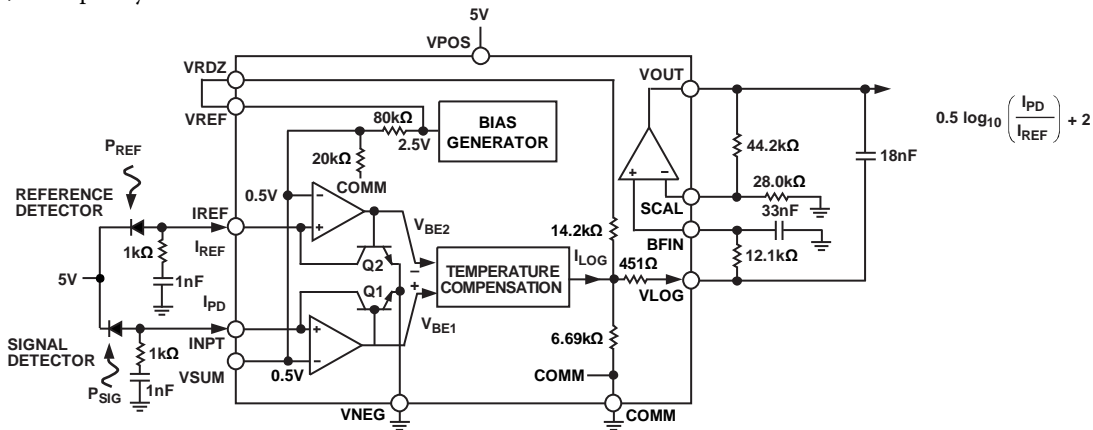 5V
VPOS
VRDZ
VOUT
VREF
80kΩ
2.5V
BIAS
GENERATOR
0.5 log10 (IPD/IREF) + 2
PREF
20kΩ
COMM
44.2kΩ
18nF
REFERENCE
DETECTOR
0.5V
28.0kΩ
IREF
VBE2
SCAL
33nF
BFIN
1kΩ
IREF
Q2
14.2kΩ
ILOG
451Ω
12.1kΩ
TEMPERATURE
COMPENSATION
VLOG
5V
1nF
Q1
IPD
VBE1
INPT
6.69kΩ
SIGNAL
DETECTOR
1kΩ
VSUM
0.5V
COMM
PSIG
1nF
VNEG
COMM